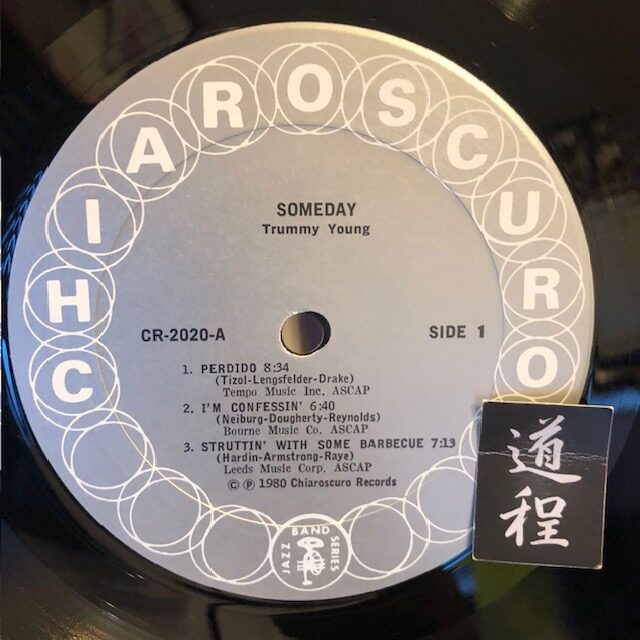 CHIAROSCURO
SOMEDAY
Trummy Young
CR-2020-A
SIDE 1
1. PERDIDO 8:34
(Tizol-Lengsfelder-Drake)
Tempo Music Inc. ASCAP
2. I'M CONFESSIN' 6:40
(Neiburg-Dougherty-Reynolds)
Bourne Music Co. ASCAP
3. STRUTTIN' WITH SOME BARBECUE 7:13
(Hardin-Armstrong-Raye)
Leeds Music Corp. ASCAP
© ℗ 1980 Chiaroscuro Records
JAZZ BAND SERIES
道程